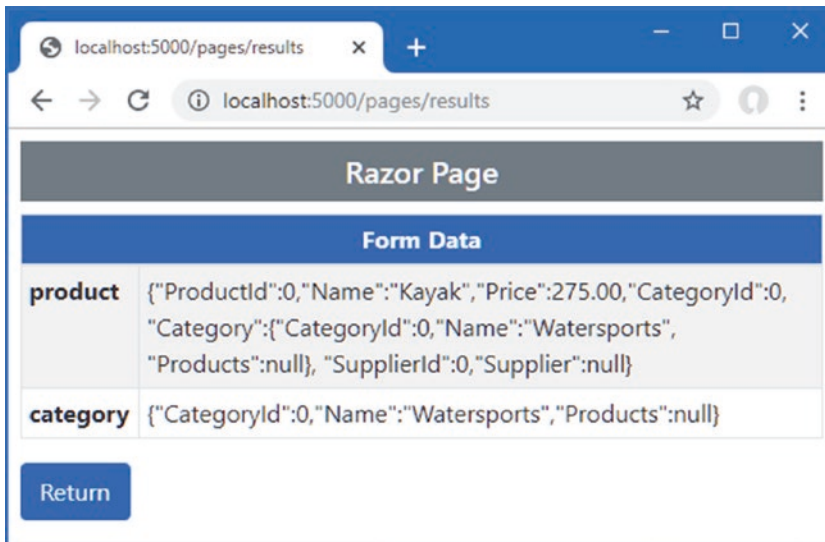 localhost:5000/pages/results
localhost:5000/pages/results
Razor Page
Form Data
product {"ProductId":0,"Name":"Kayak","Price":275.00,"CategoryId":0,
"Category":{"CategoryId":0,"Name":"Watersports",
"Products":null}, "SupplierId":0,"Supplier":null}
category {"CategoryId":0,"Name":"Watersports","Products":null}
Return